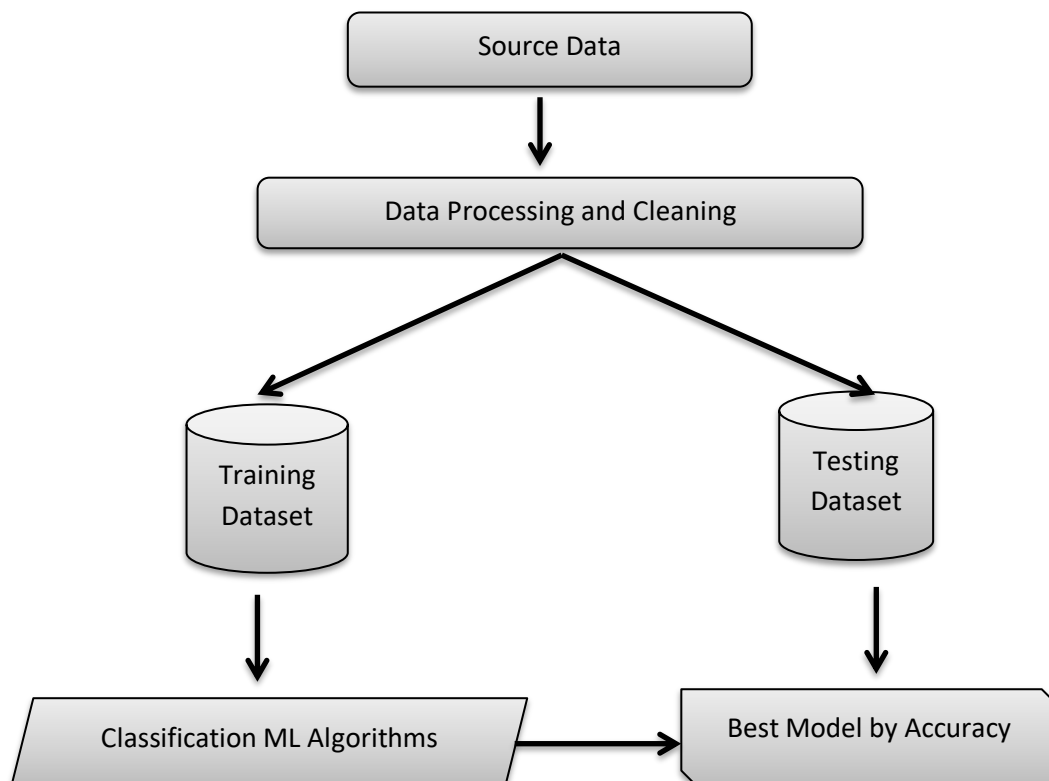 Source Data
Data Processing and Cleaning
Training
Dataset
Testing
Dataset
Classification ML Algorithms
Best Model by Accuracy